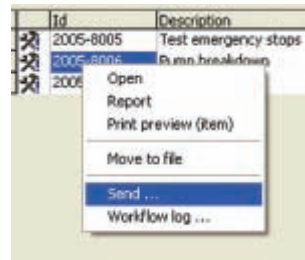 Id Description
2005-8005 Test emergency stops
2005-8006 Pump breakdown
2005
Open
Report
Print preview (item)
Move to file
Send ...
Workflow log ...